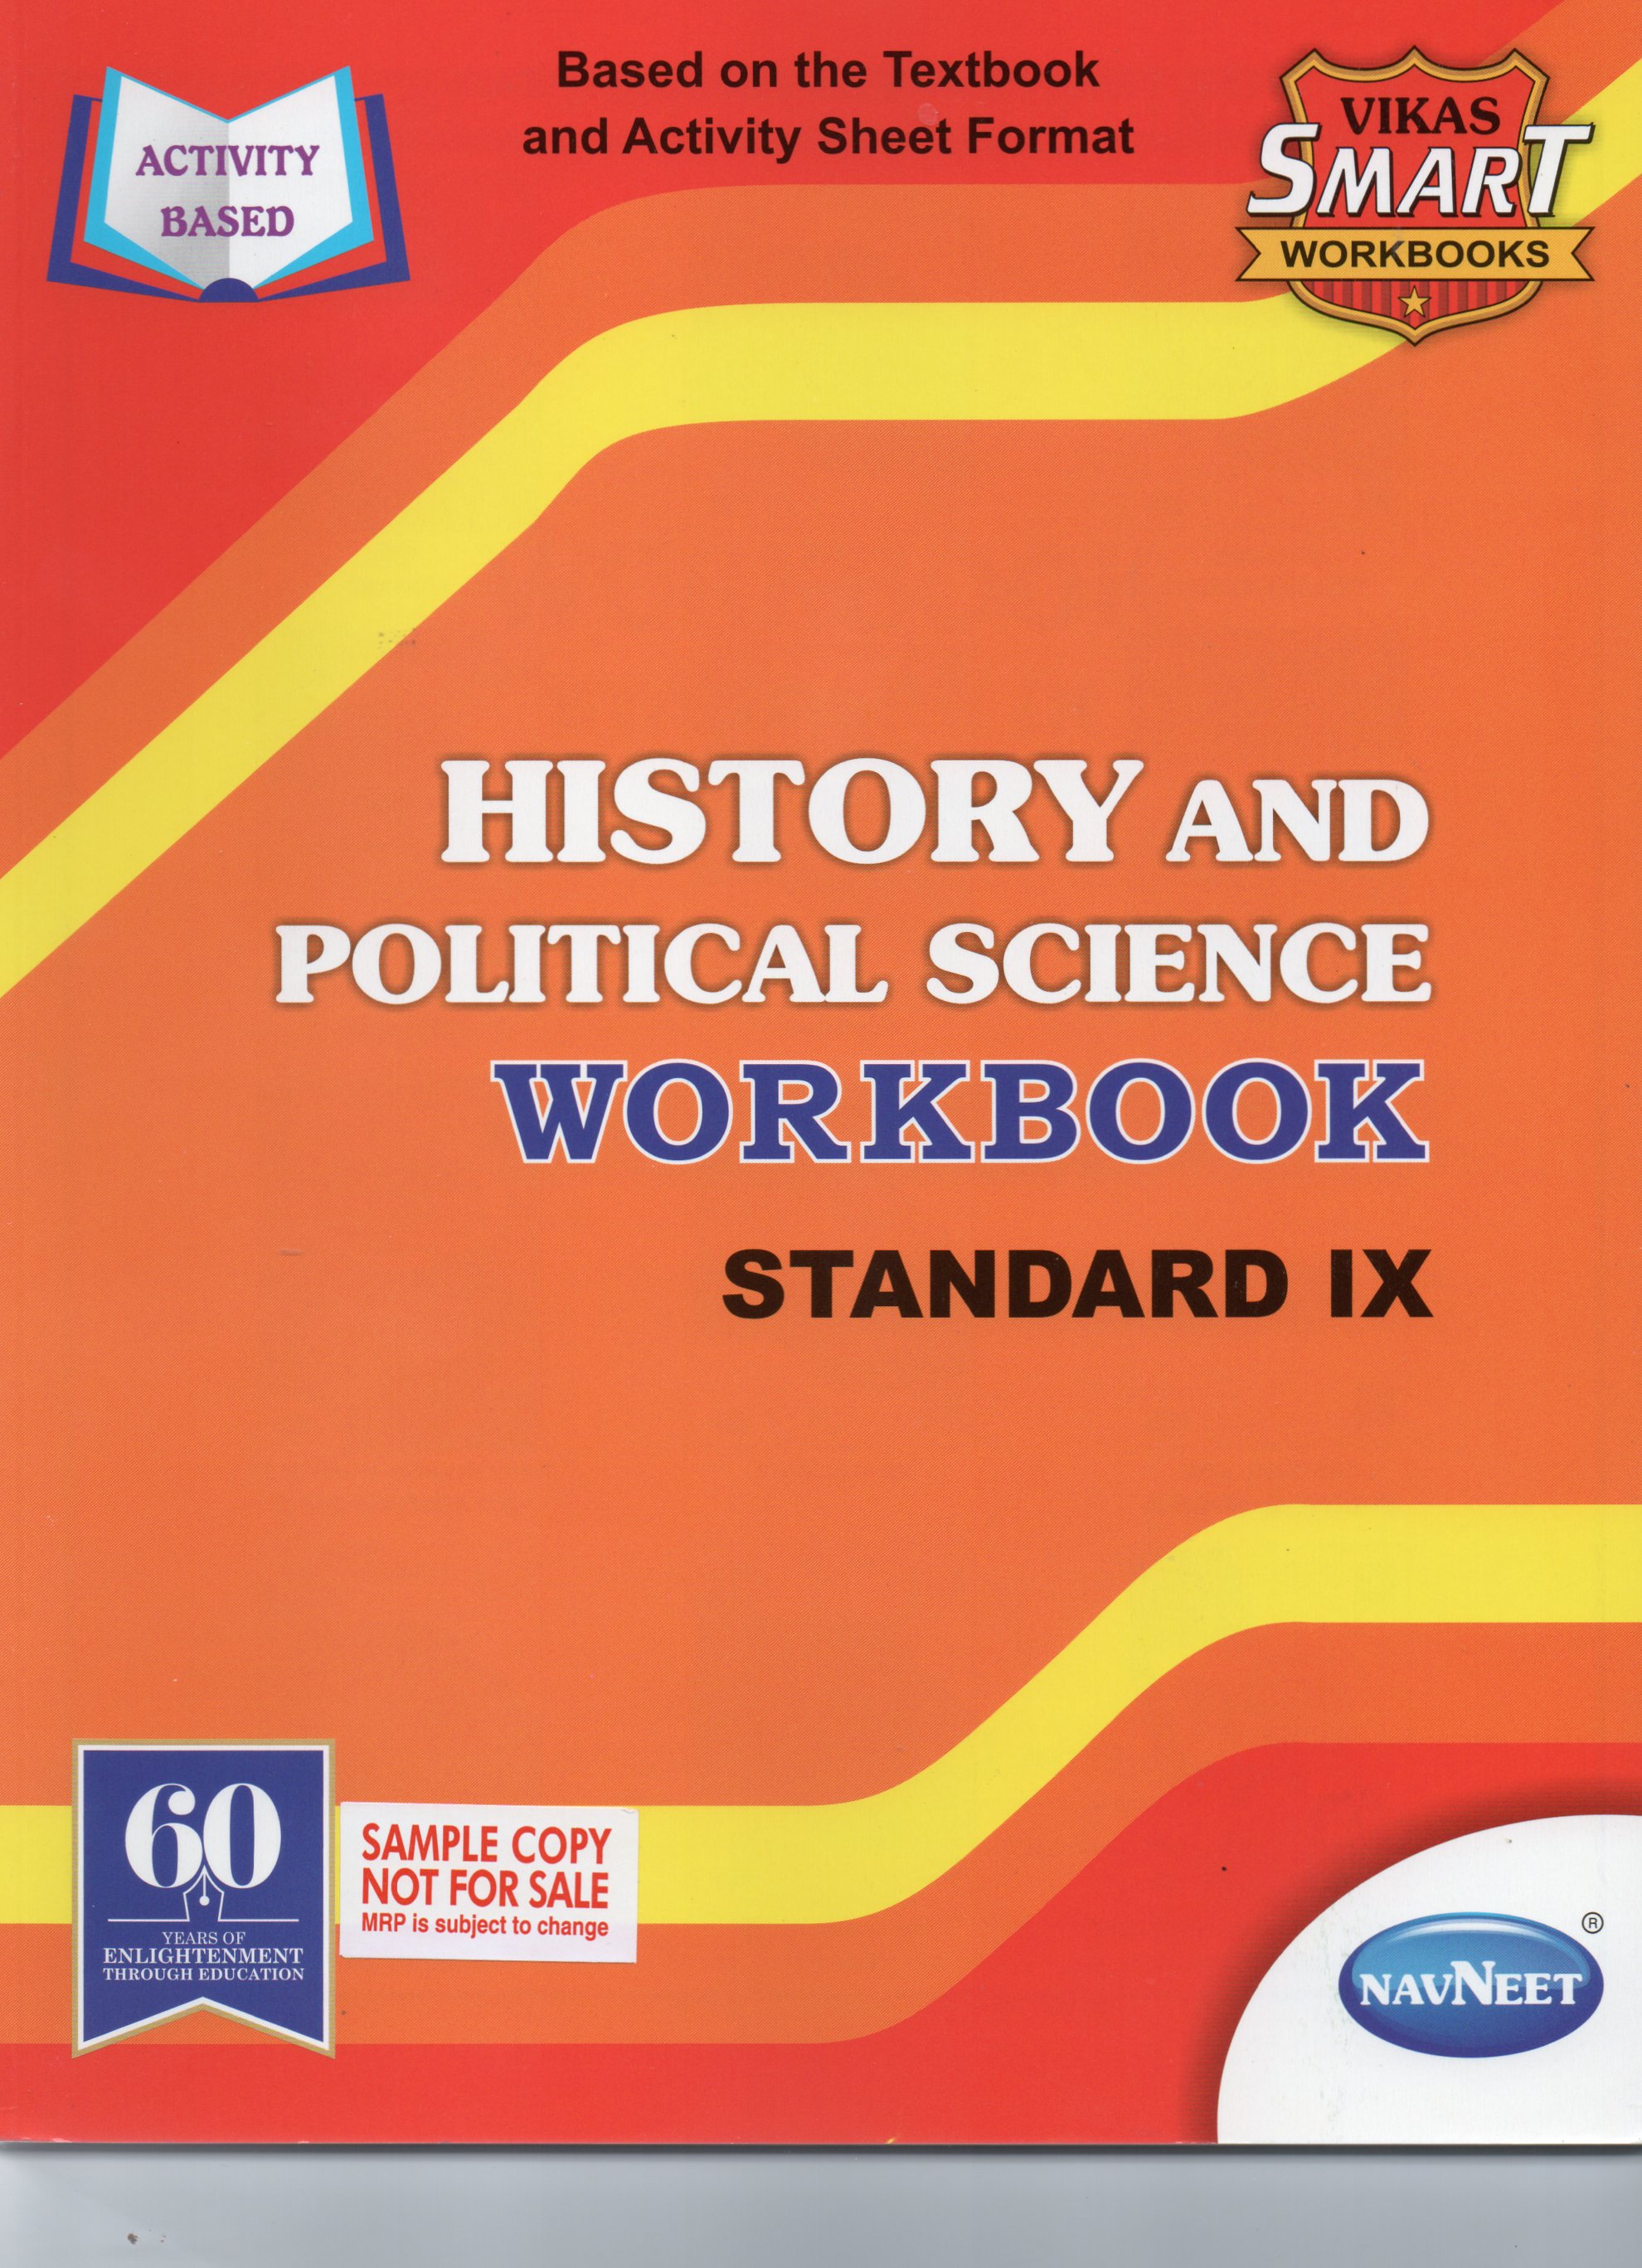 ACTIVITY
BASED
Based on the Textbook
and Activity Sheet Format
VIKAS
SMART
WORKBOOKS
HISTORY AND
POLITICAL SCIENCE
WORKBOOK
STANDARD IX
60
YEARS OF
ENLIGHTENMENT
THROUGH EDUCATION
SAMPLE COPY
NOT FOR SALE
MRP is subject to change
NAVNEET
®